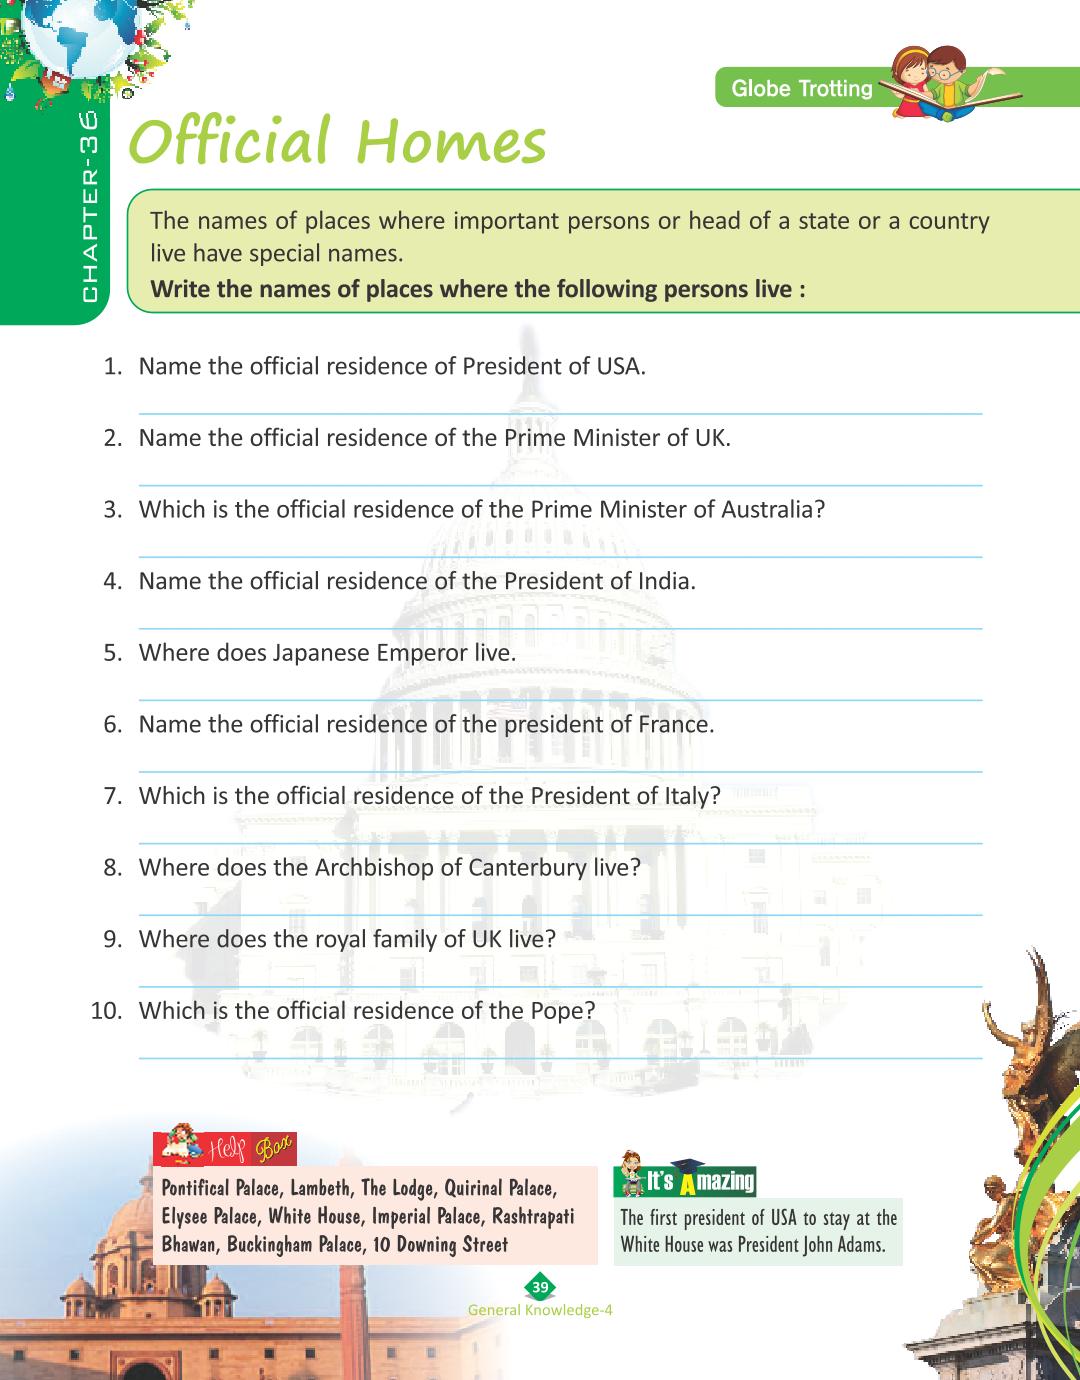 Globe Trotting
CHAPTER-36
Official Homes
The names of places where important persons or head of a state or a country
live have special names.
Write the names of places where the following persons live :
1. Name the official residence of President of USA.
2. Name the official residence of the Prime Minister of UK.
3. Which is the official residence of the Prime Minister of Australia?
4. Name the official residence of the President of India.
5. Where does Japanese Emperor live.
6. Name the official residence of the president of France.
7. Which is the official residence of the President of Italy?
8. Where does the Archbishop of Canterbury live?
9. Where does the royal family of UK live?
10. Which is the official residence of the Pope?
Help Box
Pontifical Palace, Lambeth, The Lodge, Quirinal Palace,
Elysee Palace, White House, Imperial Palace, Rashtrapati
Bhawan, Buckingham Palace, 10 Downing Street
It's Amazing
The first president of USA to stay at the
White House was President John Adams.
39
General Knowledge-4